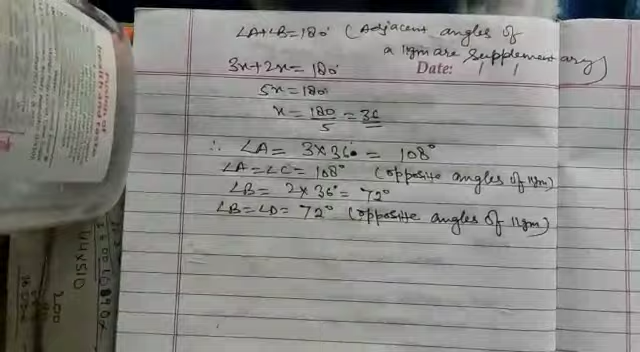 ∠A+∠B=180° (Adjacent angles of
a ||gm are supplementary)
3x+2x=180°
Date: / /
5x=180°
x=180/5=36
∴ ∠A= 3×36°= 108°
∠A=∠C= 108° (opposite angles of ||gm)
∠B= 2×36°= 72°
∠B=∠D= 72° (opposite angles of ||gm)
200